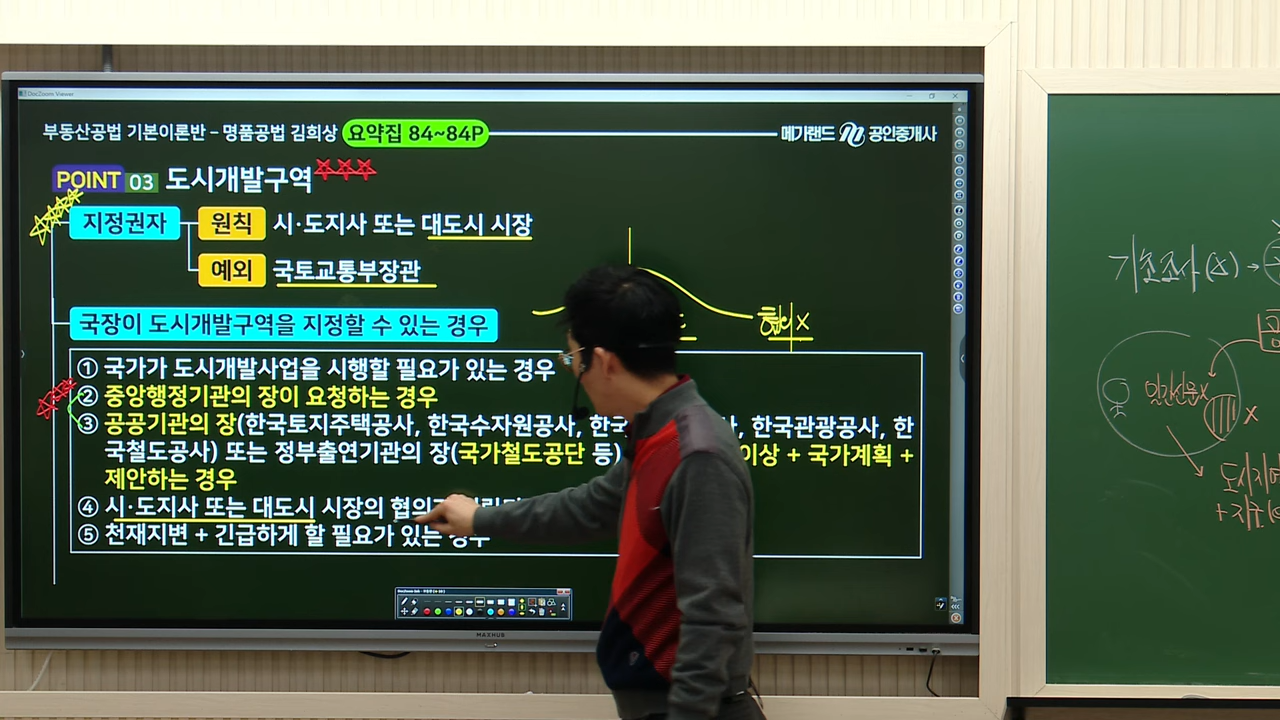 DocZoom Viewer
부동산공법 기본이론반 – 명품공법 김희상 요약집 84~84P 메가랜드 공인중개사
POINT 03 도시개발구역
지정권자 원칙 시·도지사 또는 대도시 시장
예외 국토교통부장관
협의 X
국장이 도시개발구역을 지정할 수 있는 경우
① 국가가 도시개발사업을 시행할 필요가 있는 경우
② 중앙행정기관의 장이 요청하는 경우
③ 공공기관의 장(한국토지주택공사, 한국수자원공사, 한국 사, 한국관광공사, 한
국철도공사) 또는 정부출연기관의 장(국가철도공단 등) 이상 + 국가계획 +
제안하는 경우
④ 시·도지사 또는 대도시 시장의 협의
⑤ 천재지변 + 긴급하게 할 필요가 있는 경우
MAXHUB
기초조사 (X) →
X